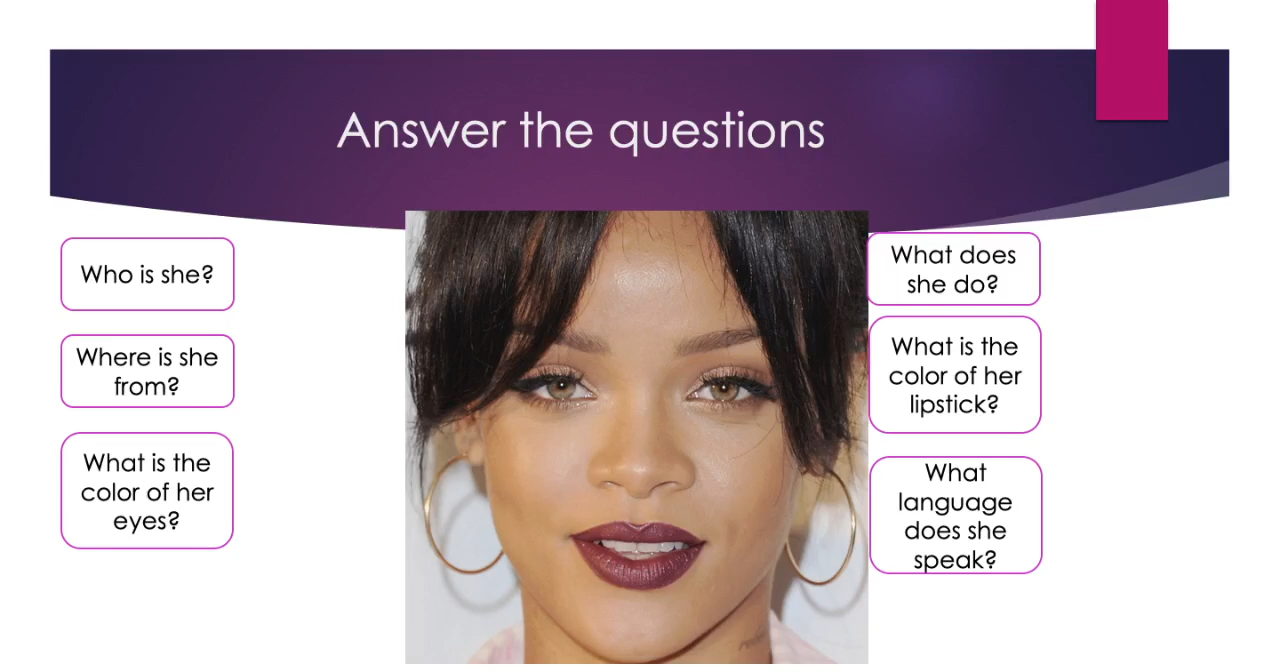 Answer the questions
Who is she?
Where is she
from?
What is the
color of her
eyes?
What does
she do?
What is the
color of her
lipstick?
What
language
does she
speak?